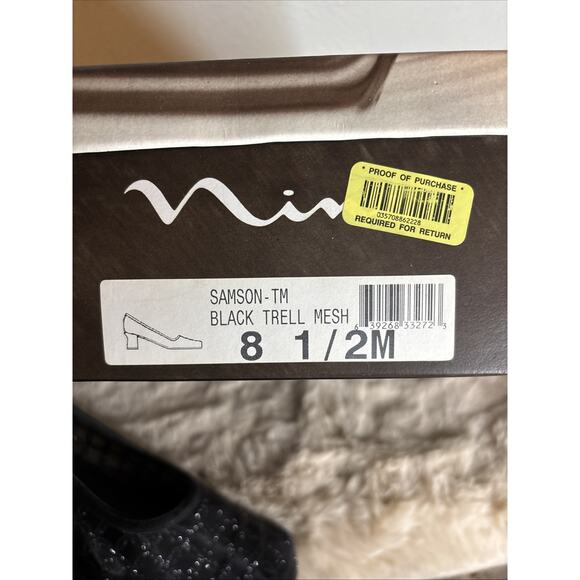 * PROOF OF PURCHASE *
035708862228
REQUIRED FOR RETURN
SAMSON-TM
BLACK TRELL MESH
6 39268 33272 3
8 1/2M